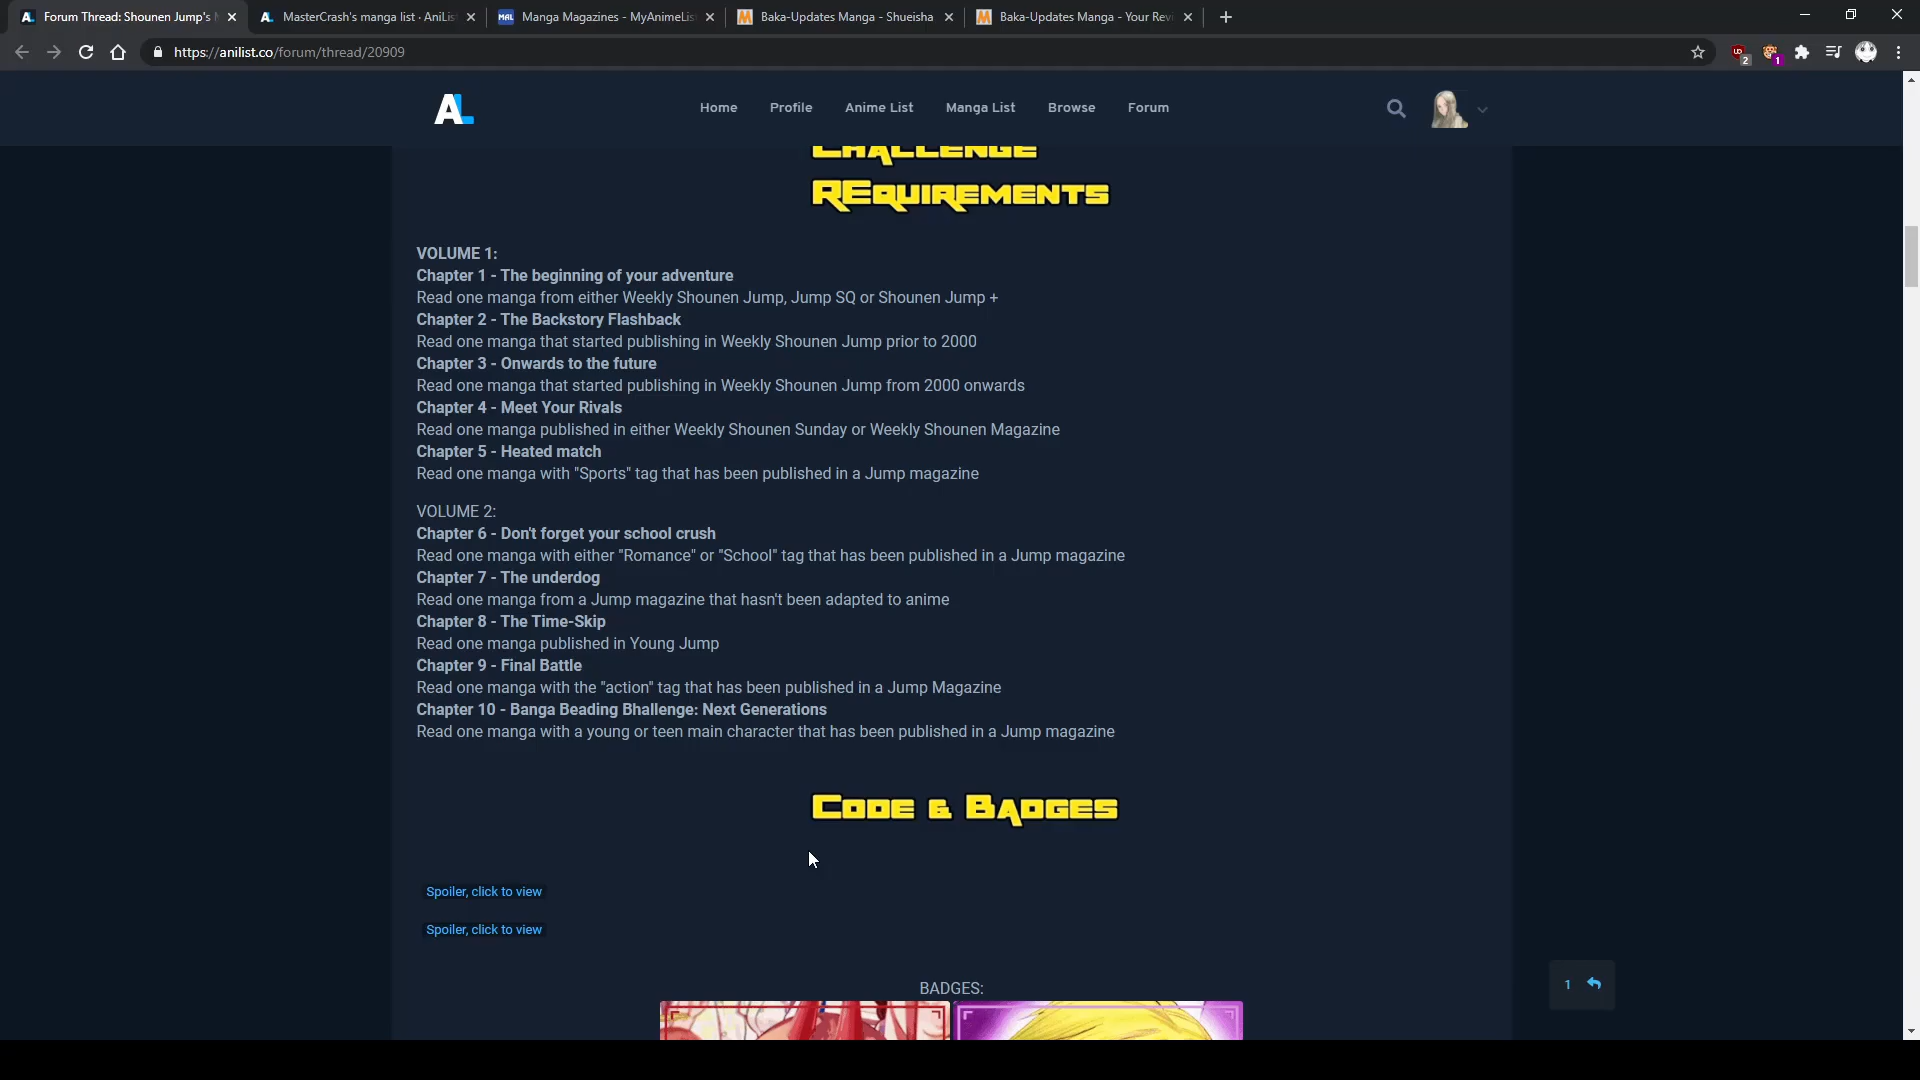 Forum Thread: Shounen Jump's
MasterCrash's manga list · AniLis
MAL
Manga Magazines - MyAnimeLis
Baka-Updates Manga - Shueisha
Baka-Updates Manga - Your Rev
https://anilist.co/forum/thread/20909
2
1
AL
Home
Profile
Anime List
Manga List
Browse
Forum
Challenge
Requirements
VOLUME 1:
Chapter 1 - The beginning of your adventure
Read one manga from either Weekly Shounen Jump, Jump SQ or Shounen Jump +
Chapter 2 - The Backstory Flashback
Read one manga that started publishing in Weekly Shounen Jump prior to 2000
Chapter 3 - Onwards to the future
Read one manga that started publishing in Weekly Shounen Jump from 2000 onwards
Chapter 4 - Meet Your Rivals
Read one manga published in either Weekly Shounen Sunday or Weekly Shounen Magazine
Chapter 5 - Heated match
Read one manga with "Sports" tag that has been published in a Jump magazine
VOLUME 2:
Chapter 6 - Don't forget your school crush
Read one manga with either "Romance" or "School" tag that has been published in a Jump magazine
Chapter 7 - The underdog
Read one manga from a Jump magazine that hasn't been adapted to anime
Chapter 8 - The Time-Skip
Read one manga published in Young Jump
Chapter 9 - Final Battle
Read one manga with the "action" tag that has been published in a Jump Magazine
Chapter 10 - Banga Beading Bhallenge: Next Generations
Read one manga with a young or teen main character that has been published in a Jump magazine
Code & Badges
Spoiler, click to view
Spoiler, click to view
1
BADGES: